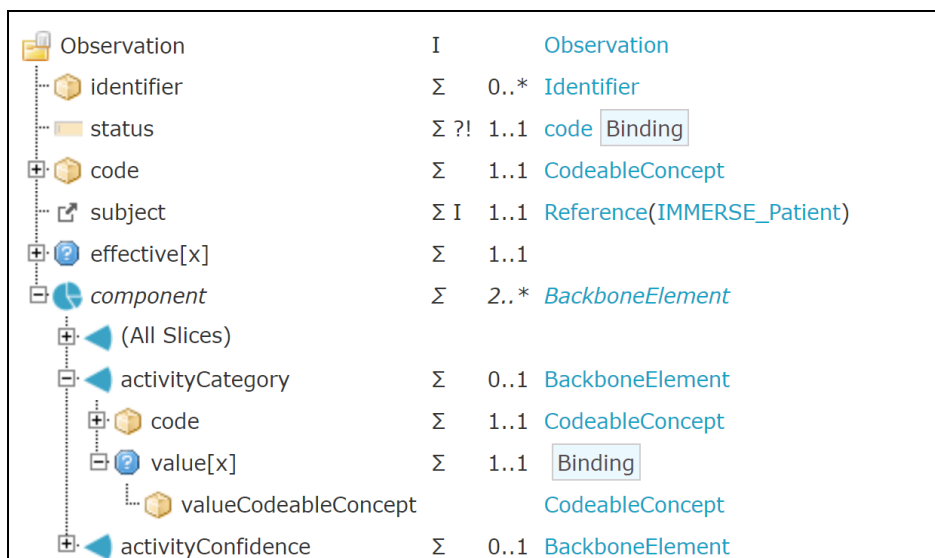 Observation I Observation
identifier Σ 0..* Identifier
status Σ ?! 1..1 code Binding
code Σ 1..1 CodeableConcept
subject Σ I 1..1 Reference(IMMERSE_Patient)
effective[x] Σ 1..1
component Σ 2..* BackboneElement
(All Slices)
activityCategory Σ 0..1 BackboneElement
code Σ 1..1 CodeableConcept
value[x] Σ 1..1 Binding
valueCodeableConcept CodeableConcept
activityConfidence Σ 0..1 BackboneElement